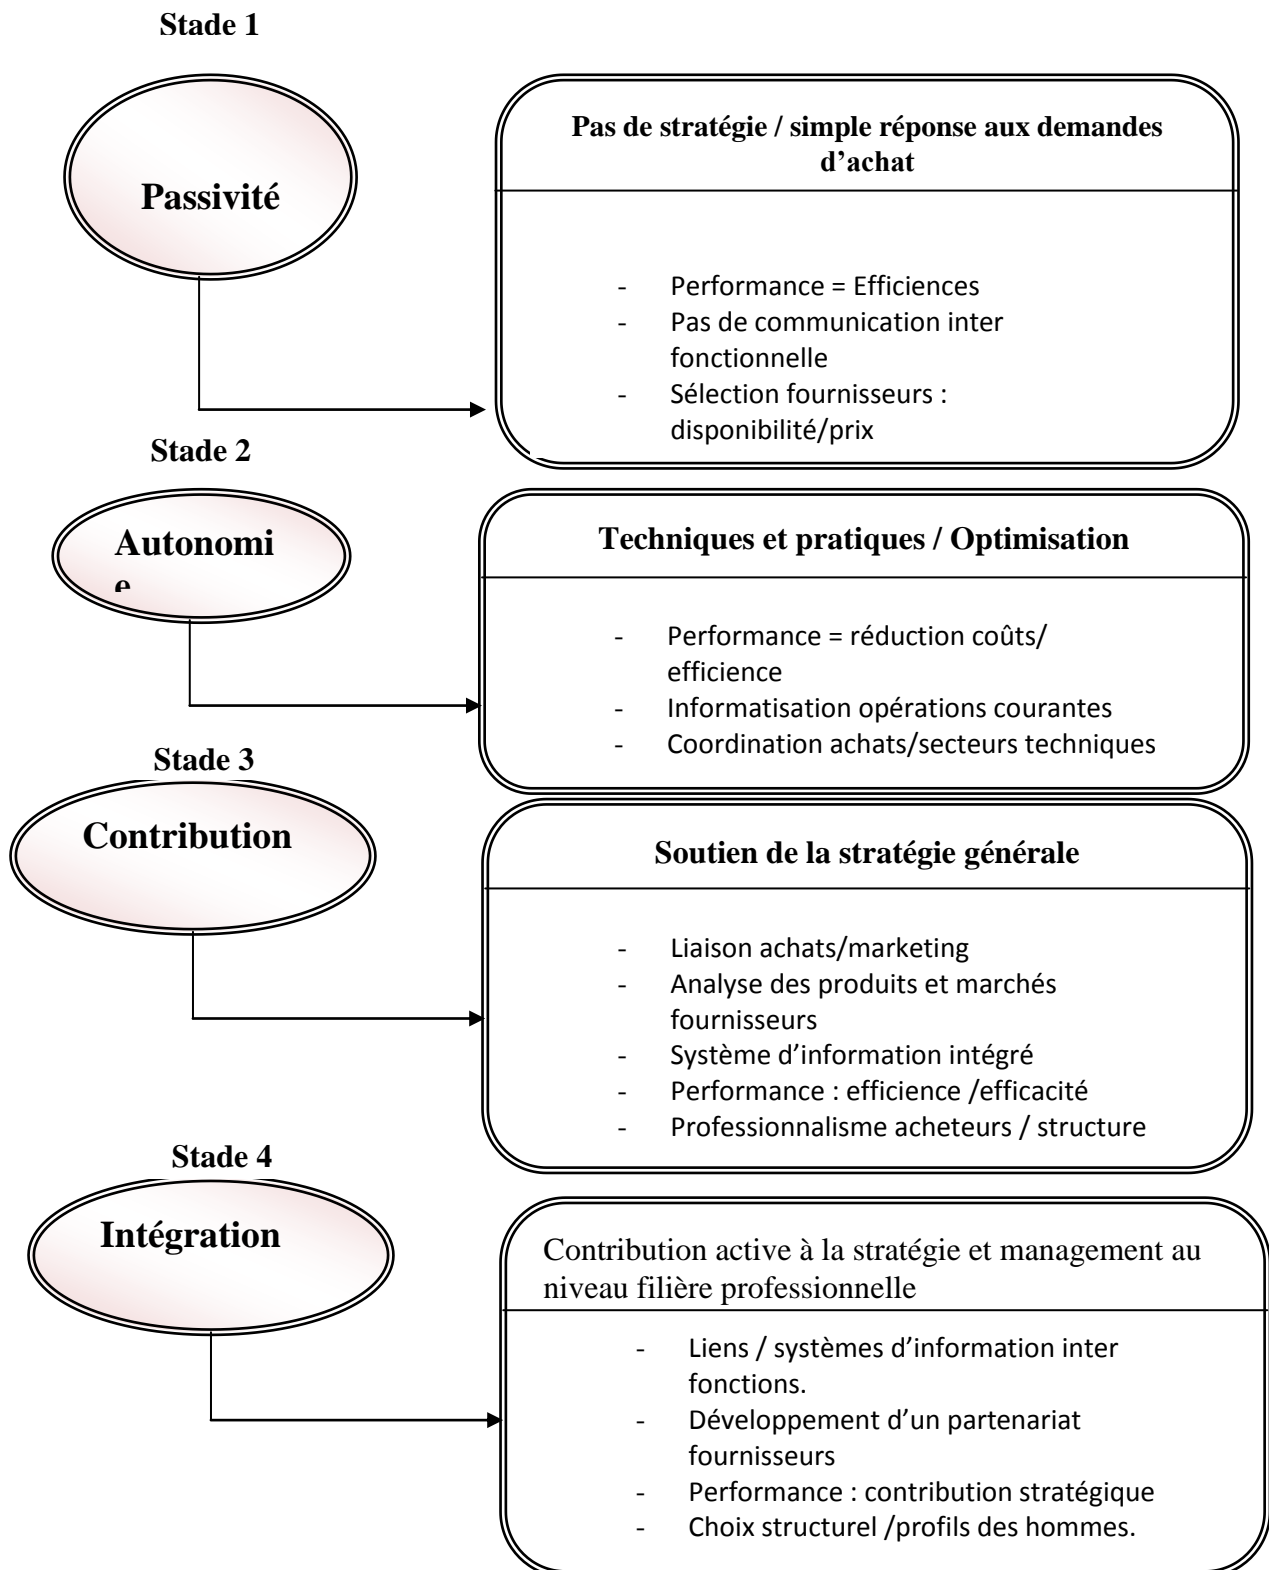 Stade 1
Passivité
Pas de stratégie / simple réponse aux demandes
d’achat
- Performance = Efficiences
- Pas de communication inter
fonctionnelle
- Sélection fournisseurs :
disponibilité/prix
Stade 2
Autonomi
e
Techniques et pratiques / Optimisation
- Performance = réduction coûts/
efficience
- Informatisation opérations courantes
- Coordination achats/secteurs techniques
Stade 3
Contribution
Soutien de la stratégie générale
- Liaison achats/marketing
- Analyse des produits et marchés
fournisseurs
- Système d’information intégré
- Performance : efficience /efficacité
- Professionnalisme acheteurs / structure
Stade 4
Intégration
Contribution active à la stratégie et management au
niveau filière professionnelle
- Liens / systèmes d’information inter
fonctions.
- Développement d’un partenariat
fournisseurs
- Performance : contribution stratégique
- Choix structurel /profils des hommes.